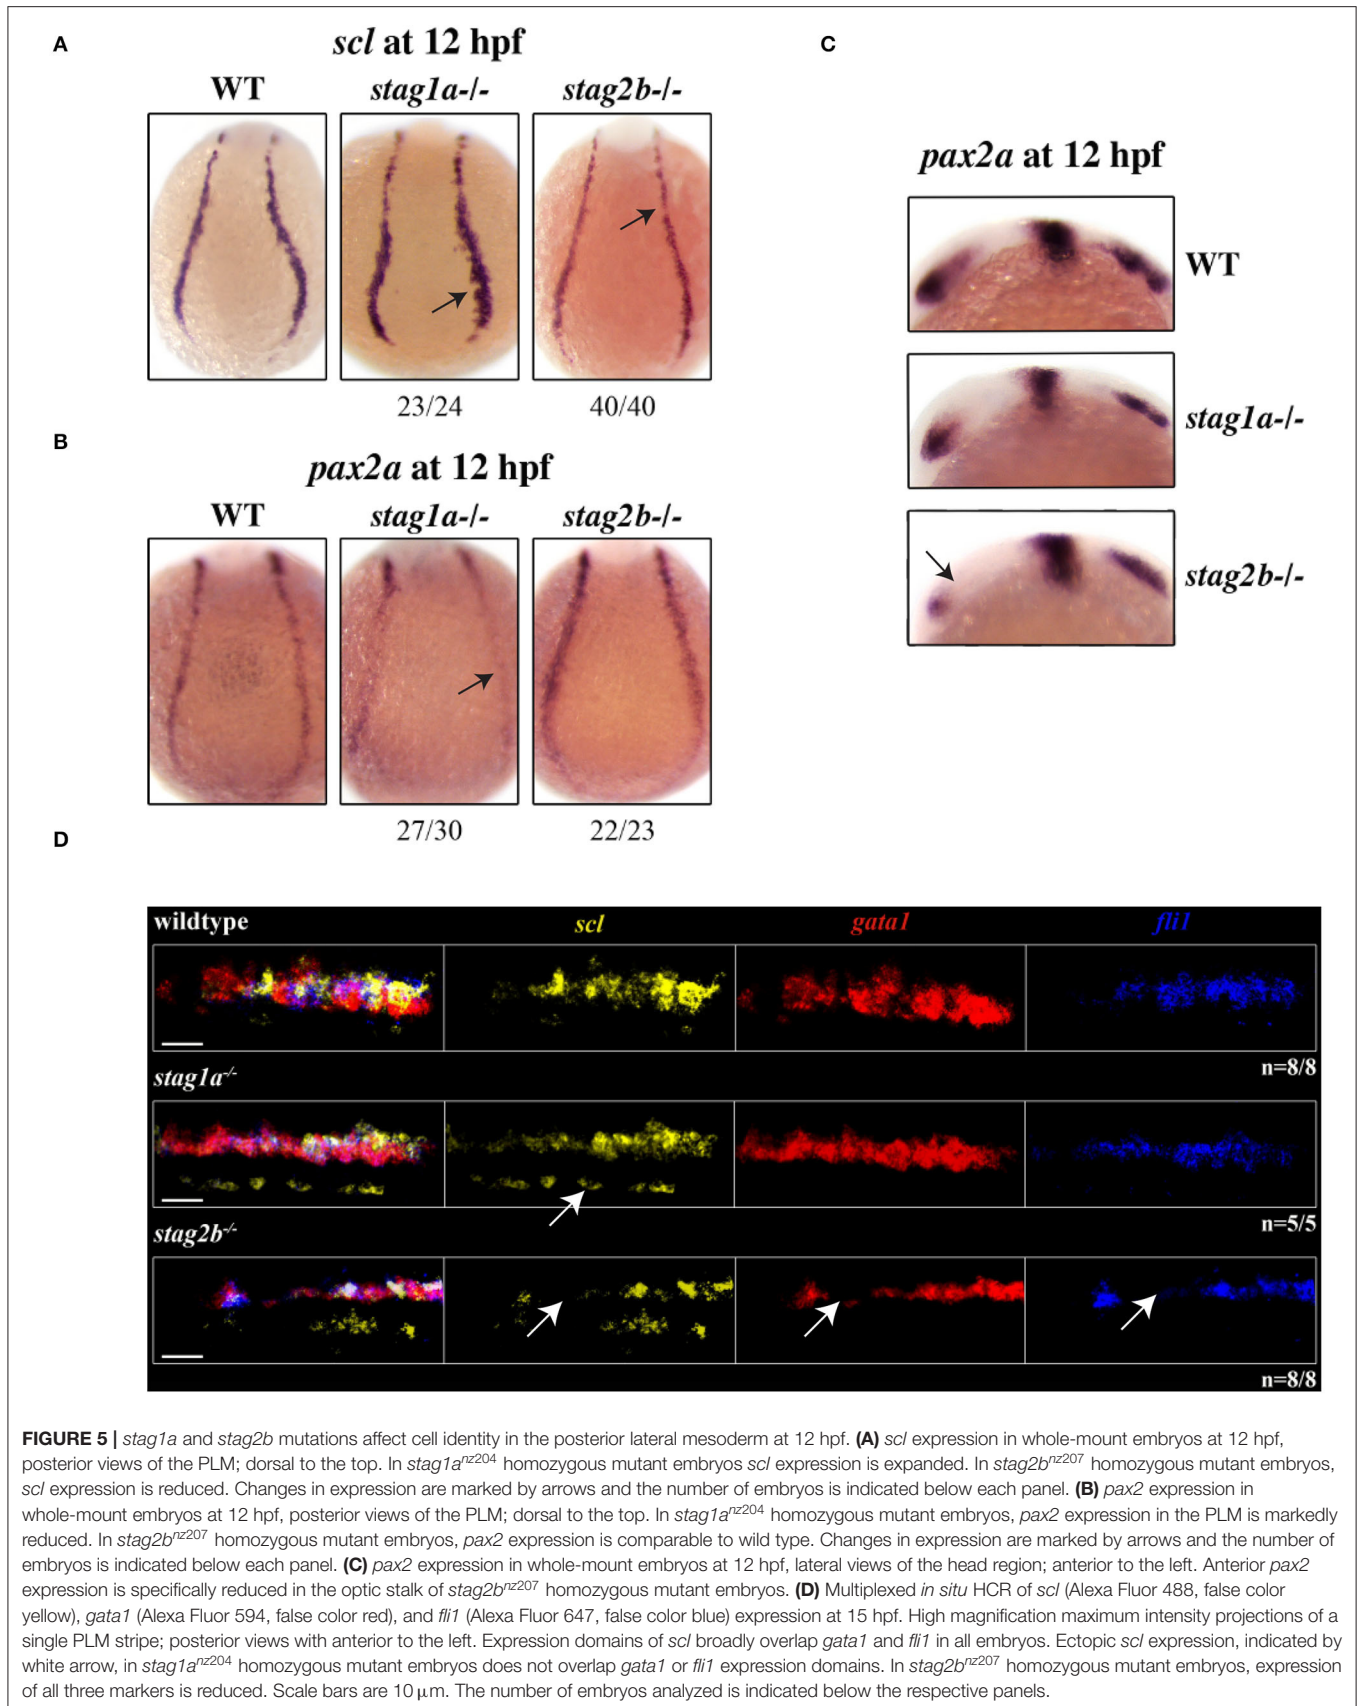 A
scl at 12 hpf
WT
stag1a-/-
stag2b-/-
23/24
40/40
B
pax2a at 12 hpf
WT
stag1a-/-
stag2b-/-
27/30
22/23
C
pax2a at 12 hpf
WT
stag1a-/-
stag2b-/-
D
wildtype
scl
gata1
fli1
n=8/8
stag1a-/-
n=5/5
stag2b-/-
n=8/8
FIGURE 5 | stag1a and stag2b mutations affect cell identity in the posterior lateral mesoderm at 12 hpf. (A) scl expression in whole-mount embryos at 12 hpf,
posterior views of the PLM; dorsal to the top. In stag1a^nz204 homozygous mutant embryos scl expression is expanded. In stag2b^nz207 homozygous mutant embryos,
scl expression is reduced. Changes in expression are marked by arrows and the number of embryos is indicated below each panel. (B) pax2 expression in
whole-mount embryos at 12 hpf, posterior views of the PLM; dorsal to the top. In stag1a^nz204 homozygous mutant embryos, pax2 expression in the PLM is markedly
reduced. In stag2b^nz207 homozygous mutant embryos, pax2 expression is comparable to wild type. Changes in expression are marked by arrows and the number of
embryos is indicated below each panel. (C) pax2 expression in whole-mount embryos at 12 hpf, lateral views of the head region; anterior to the left. Anterior pax2
expression is specifically reduced in the optic stalk of stag2b^nz207 homozygous mutant embryos. (D) Multiplexed in situ HCR of scl (Alexa Fluor 488, false color
yellow), gata1 (Alexa Fluor 594, false color red), and fli1 (Alexa Fluor 647, false color blue) expression at 15 hpf. High magnification maximum intensity projections of a
single PLM stripe; posterior views with anterior to the left. Expression domains of scl broadly overlap gata1 and fli1 in all embryos. Ectopic scl expression, indicated by
white arrow, in stag1a^nz204 homozygous mutant embryos does not overlap gata1 or fli1 expression domains. In stag2b^nz207 homozygous mutant embryos, expression
of all three markers is reduced. Scale bars are 10 μm. The number of embryos analyzed is indicated below the respective panels.